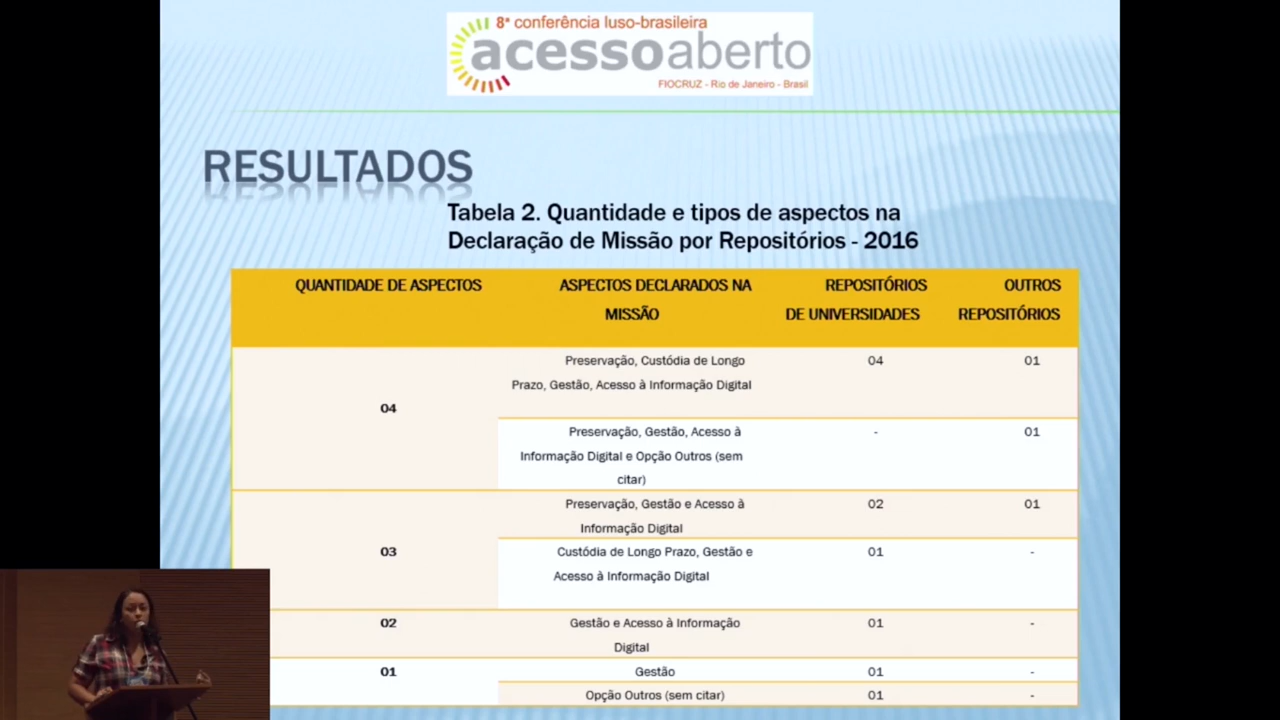 8ª conferência luso-brasileira
acessoaberto
FIOCRUZ - Rio de Janeiro - Brasil
RESULTADOS
Tabela 2. Quantidade e tipos de aspectos na
Declaração de Missão por Repositórios - 2016
QUANTIDADE DE ASPECTOS ASPECTOS DECLARADOS NA REPOSITÓRIOS OUTROS
MISSÃO DE UNIVERSIDADES REPOSITÓRIOS
Preservação, Custódia de Longo 04 01
Prazo, Gestão, Acesso à Informação Digital
04
Preservação, Gestão, Acesso à - 01
Informação Digital e Opção Outros (sem
citar)
Preservação, Gestão e Acesso à 02 01
Informação Digital
03 Custódia de Longo Prazo, Gestão e 01 -
Acesso à Informação Digital
02 Gestão e Acesso à Informação 01 -
Digital
01 Gestão 01 -
Opção Outros (sem citar) 01 -